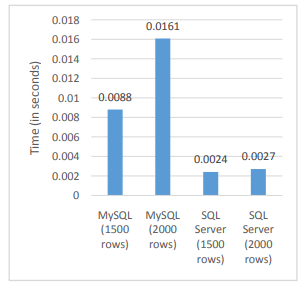 Time (in seconds)
0.018
0.016
0.014
0.012
0.01
0.008
0.006
0.004
0.002
0
0.0088
0.0161
0.0024
0.0027
MySQL
(1500
rows)
MySQL
(2000
rows)
SQL
Server
(1500
rows)
SQL
Server
(2000
rows)